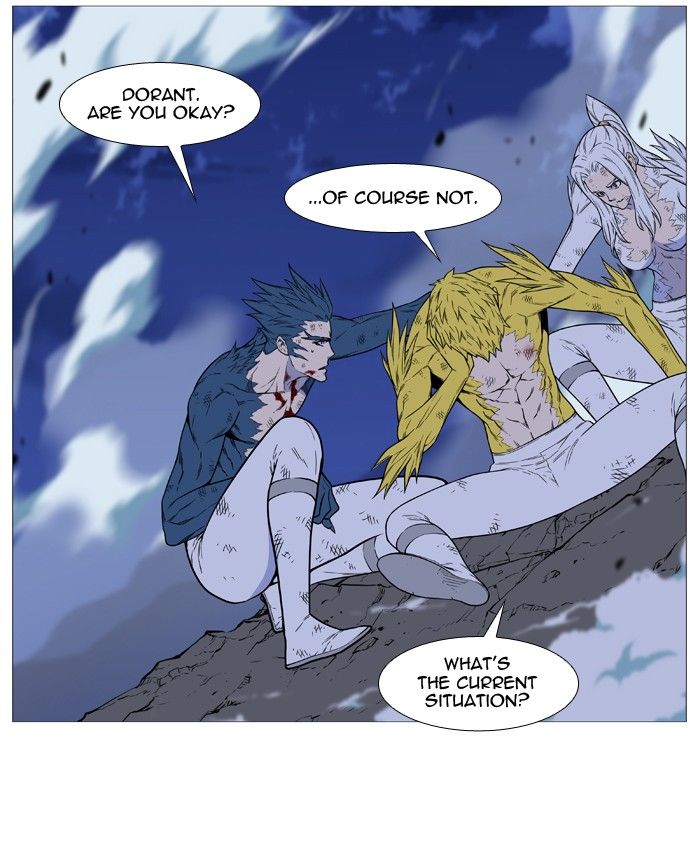 DORANT.
ARE YOU OKAY?
...OF COURSE NOT.
WHAT'S
THE CURRENT
SITUATION?